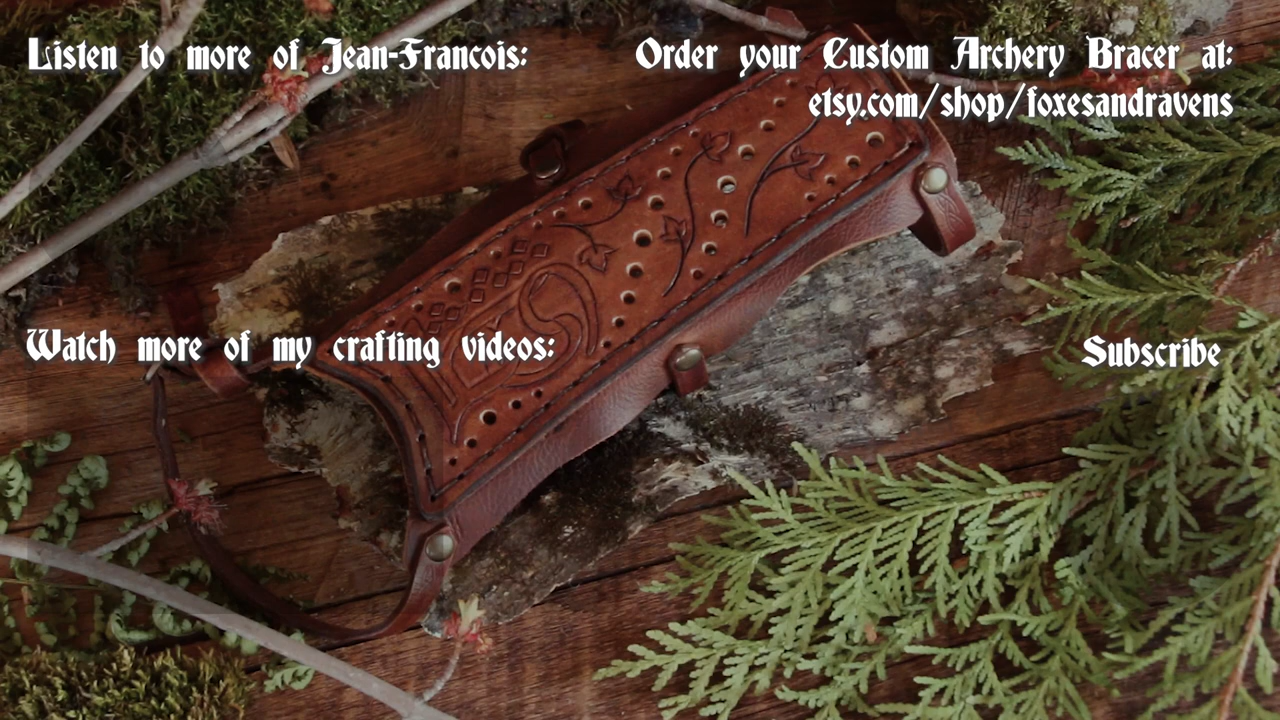 Listen to more of Jean-Francois:
Order your Custom Archery Bracer at:
etsy.com/shop/foxesandravens
Watch more of my crafting videos:
Subscribe